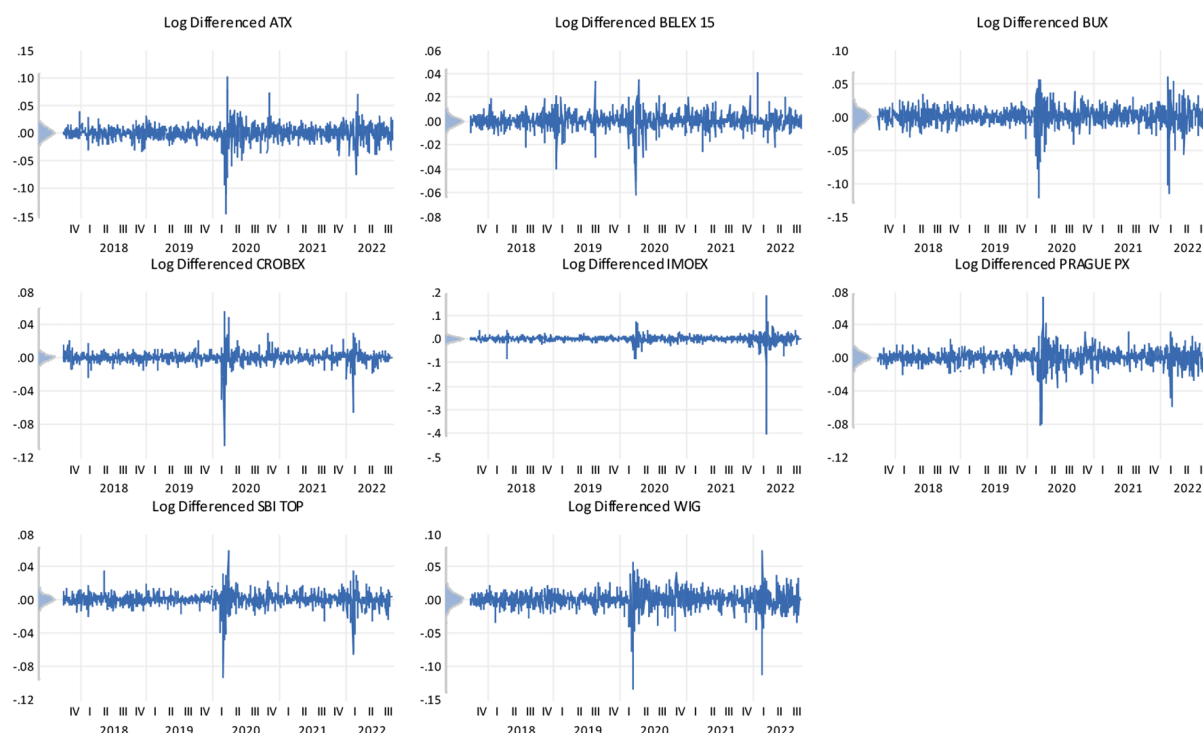 Log Differenced ATX
.15
.10
.05
.00
-.05
-.10
-.15
IV I II III IV I II III IV I II III IV I II III IV I II III
2018 2019 2020 2021 2022
Log Differenced BELEX 15
.06
.04
.02
.00
-.02
-.04
-.06
-.08
IV I II III IV I II III IV I II III IV I II III IV I II III
2018 2019 2020 2021 2022
Log Differenced BUX
.10
.05
.00
-.05
-.10
-.15
IV I II III IV I II III IV I II III IV I II III IV I II
2018 2019 2020 2021 2022
Log Differenced CROBEX
.08
.04
.00
-.04
-.08
-.12
IV I II III IV I II III IV I II III IV I II III IV I II III
2018 2019 2020 2021 2022
Log Differenced IMOEX
.2
.1
.0
-.1
-.2
-.3
-.4
-.5
IV I II III IV I II III IV I II III IV I II III IV I II III
2018 2019 2020 2021 2022
Log Differenced PRAGUE PX
.08
.04
.00
-.04
-.08
-.12
IV I II III IV I II III IV I II III IV I II III IV I II
2018 2019 2020 2021 2022
Log Differenced SBI TOP
.08
.04
.00
-.04
-.08
-.12
IV I II III IV I II III IV I II III IV I II III IV I II III
2018 2019 2020 2021 2022
Log Differenced WIG
.10
.05
.00
-.05
-.10
-.15
IV I II III IV I II III IV I II III IV I II III IV I II III
2018 2019 2020 2021 2022